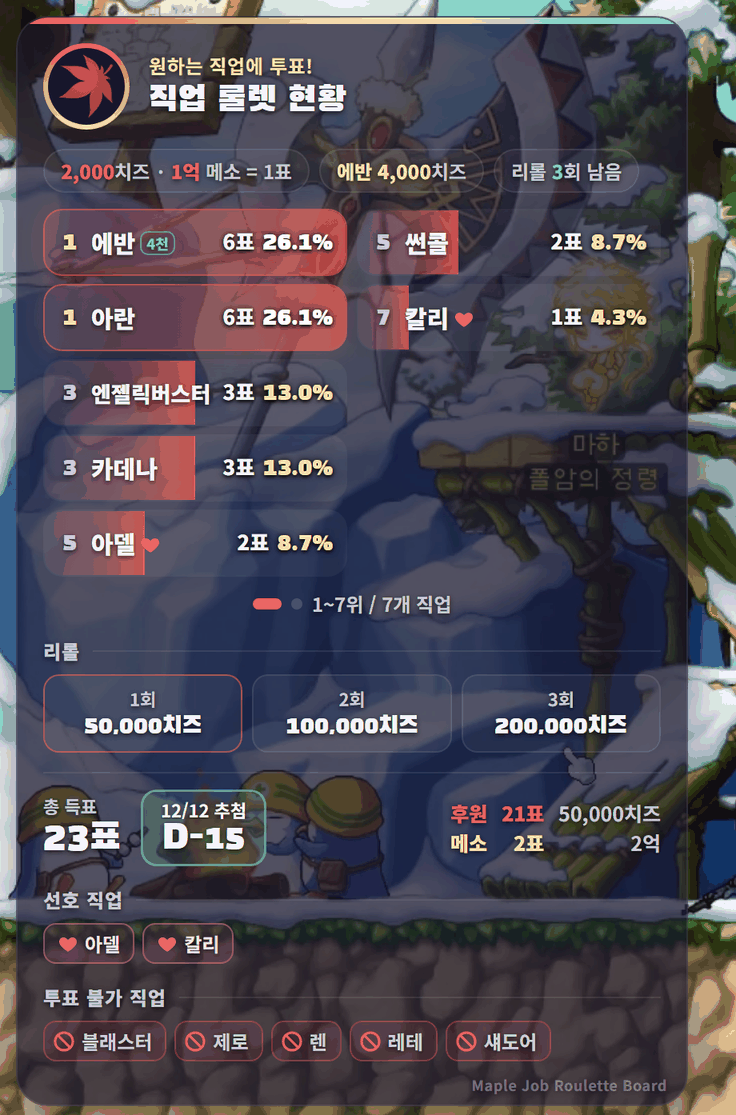 원하는 직업에 투표!
직업 룰렛 현황
2,000치즈 · 1억 메소 = 1표
에반 4,000치즈
리롤 3회 남음
1 에반 4천 6표 26.1%
1 아란 6표 26.1%
3 엔젤릭버스터 3표 13.0%
3 카데나 3표 13.0%
5 아델 2표 8.7%
5 썬콜 2표 8.7%
7 칼리 1표 4.3%
마하
폴암의 정령
1~7위 / 7개 직업
리롤
1회
50,000치즈
2회
100,000치즈
3회
200,000치즈
총 득표
23표
12/12 추첨
D-15
후원 21표 50,000치즈
메소 2표 2억
선호 직업
아델
칼리
투표 불가 직업
블래스터
제로
렌
레테
섀도어
Maple Job Roulette Board